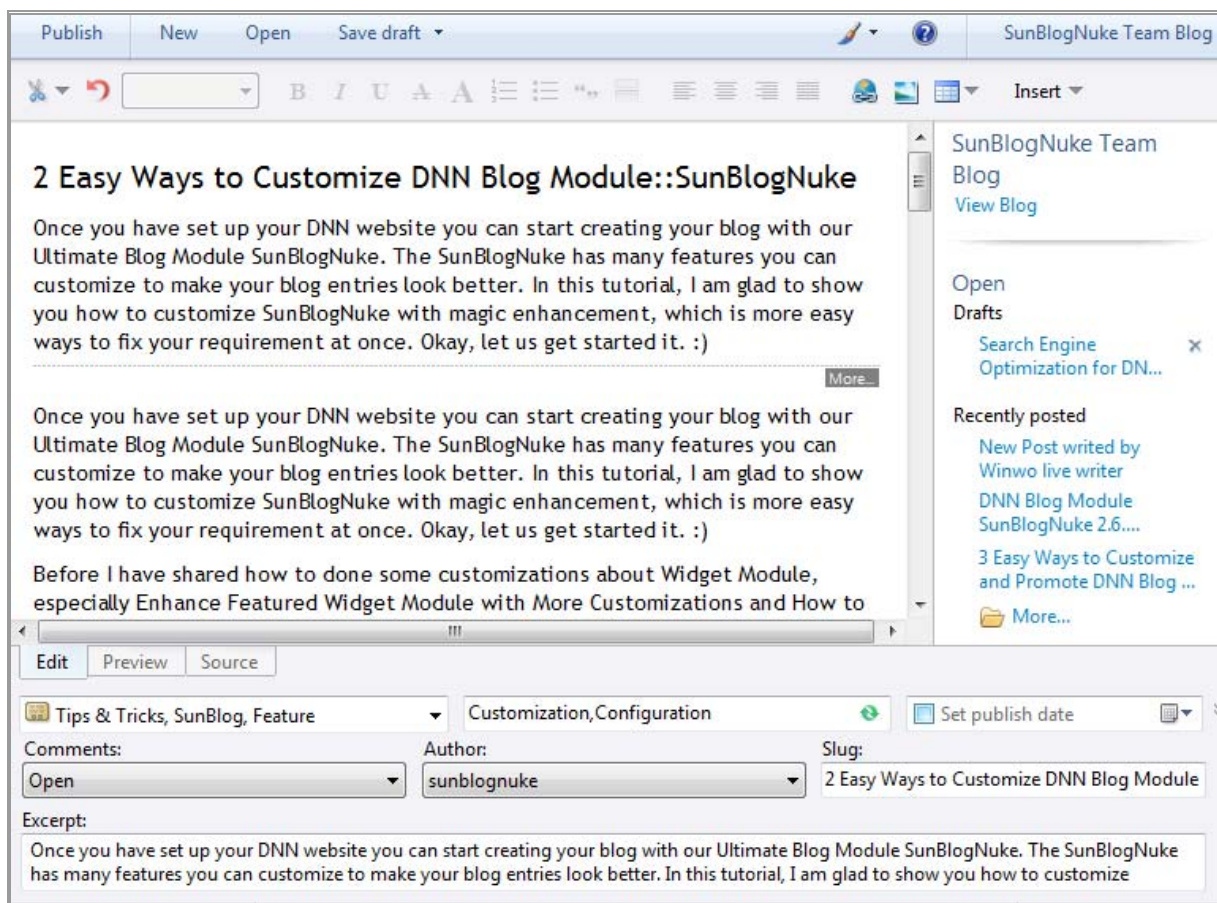 Publish New Open Save draft SunBlogNuke Team Blog
B I U A A Insert
2 Easy Ways to Customize DNN Blog Module::SunBlogNuke
Once you have set up your DNN website you can start creating your blog with our
Ultimate Blog Module SunBlogNuke. The SunBlogNuke has many features you can
customize to make your blog entries look better. In this tutorial, I am glad to show
you how to customize SunBlogNuke with magic enhancement, which is more easy
ways to fix your requirement at once. Okay, let us get started it. :)
More...
Once you have set up your DNN website you can start creating your blog with our
Ultimate Blog Module SunBlogNuke. The SunBlogNuke has many features you can
customize to make your blog entries look better. In this tutorial, I am glad to show
you how to customize SunBlogNuke with magic enhancement, which is more easy
ways to fix your requirement at once. Okay, let us get started it. :)
Before I have shared how to done some customizations about Widget Module,
especially Enhance Featured Widget Module with More Customizations and How to
SunBlogNuke Team
Blog
View Blog
Open
Drafts
Search Engine
Optimization for DN...
Recently posted
New Post writed by
Winwo live writer
DNN Blog Module
SunBlogNuke 2.6....
3 Easy Ways to Customize
and Promote DNN Blog ...
More...
Edit Preview Source
Tips & Tricks, SunBlog, Feature Customization,Configuration Set publish date
Comments: Author: Slug:
Open sunblognuke 2 Easy Ways to Customize DNN Blog Module
Excerpt:
Once you have set up your DNN website you can start creating your blog with our Ultimate Blog Module SunBlogNuke. The SunBlogNuke
has many features you can customize to make your blog entries look better. In this tutorial, I am glad to show you how to customize